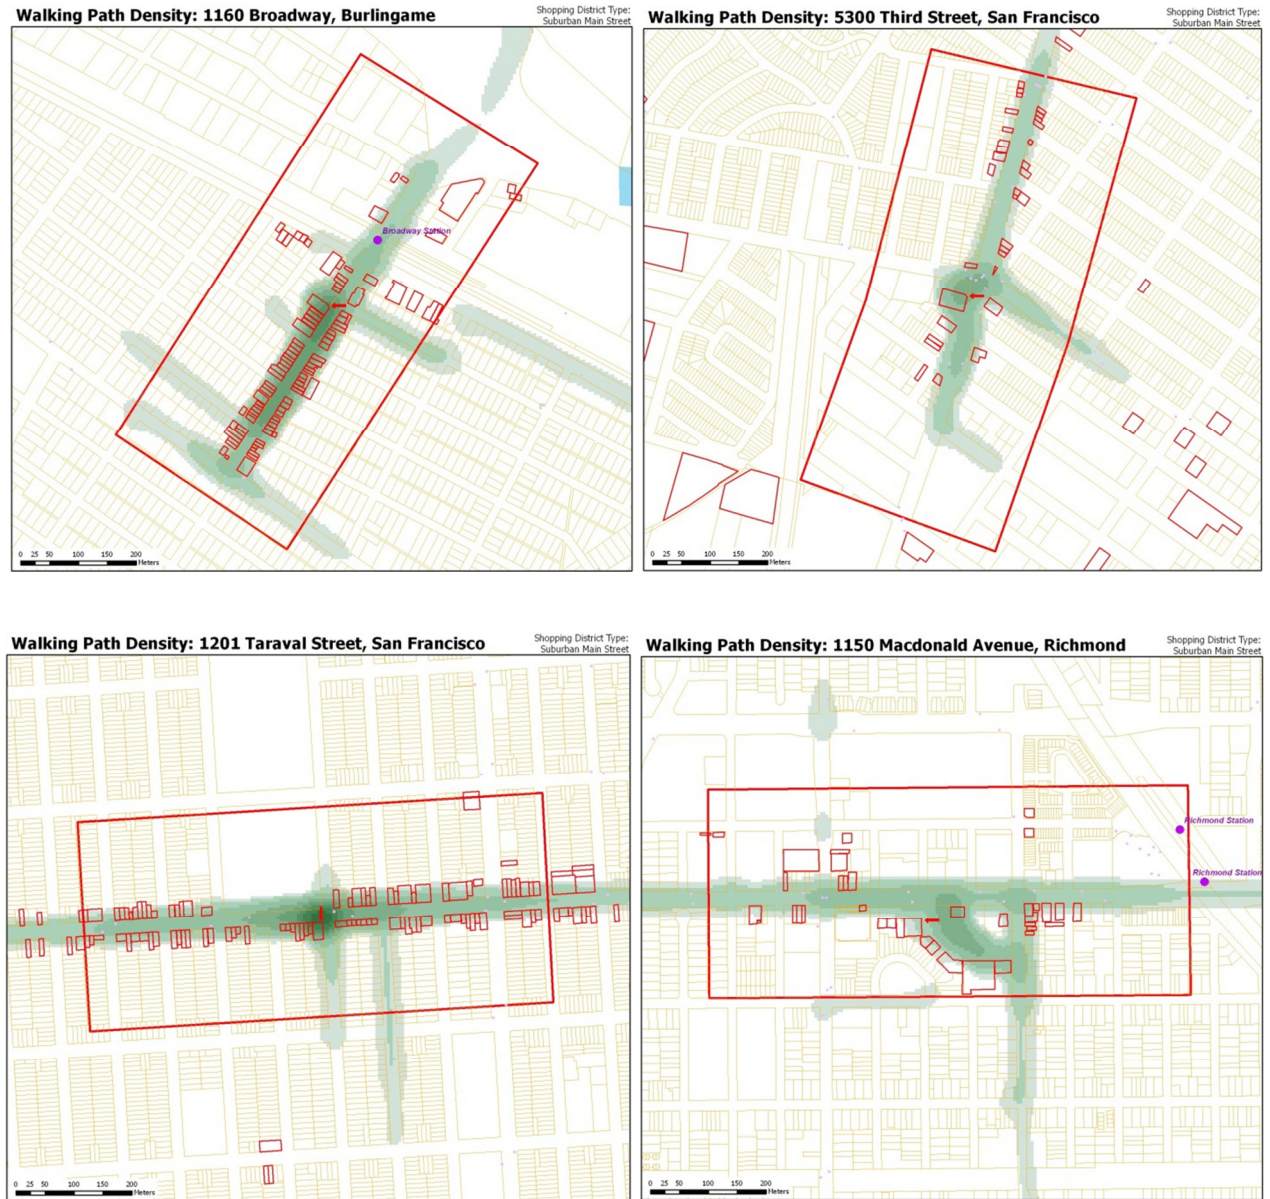 Walking Path Density: 1160 Broadway, Burlingame
Shopping District Type:
Suburban Main Street
Broadway Station
0 25 50 100 150 200
Meters
Walking Path Density: 5300 Third Street, San Francisco
Shopping District Type:
Suburban Main Street
0 25 50 100 150 200
Meters
Walking Path Density: 1201 Taraval Street, San Francisco
Shopping District Type:
Suburban Main Street
0 25 50 100 150 200
Meters
Walking Path Density: 1150 Macdonald Avenue, Richmond
Shopping District Type:
Suburban Main Street
Richmond Station
Richmond Station
0 25 50 100 150 200
Meters